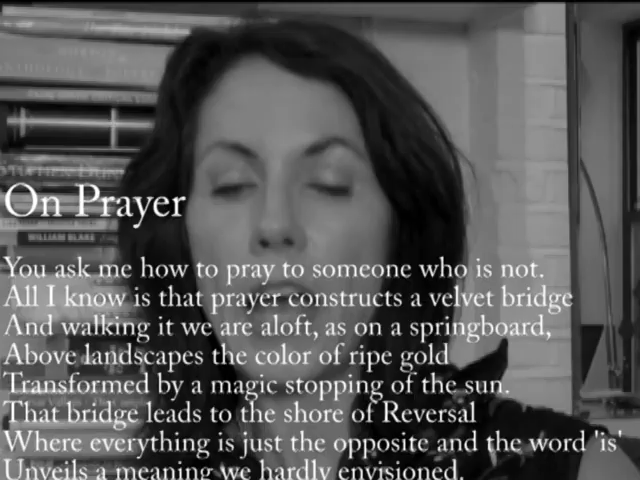 WILLIAM BLAKE
On Prayer
You ask me how to pray to someone who is not.
All I know is that prayer constructs a velvet bridge
And walking it we are aloft, as on a springboard,
Above landscapes the color of ripe gold
Transformed by a magic stopping of the sun.
That bridge leads to the shore of Reversal
Where everything is just the opposite and the word 'is'
Unveils a meaning we hardly envisioned.